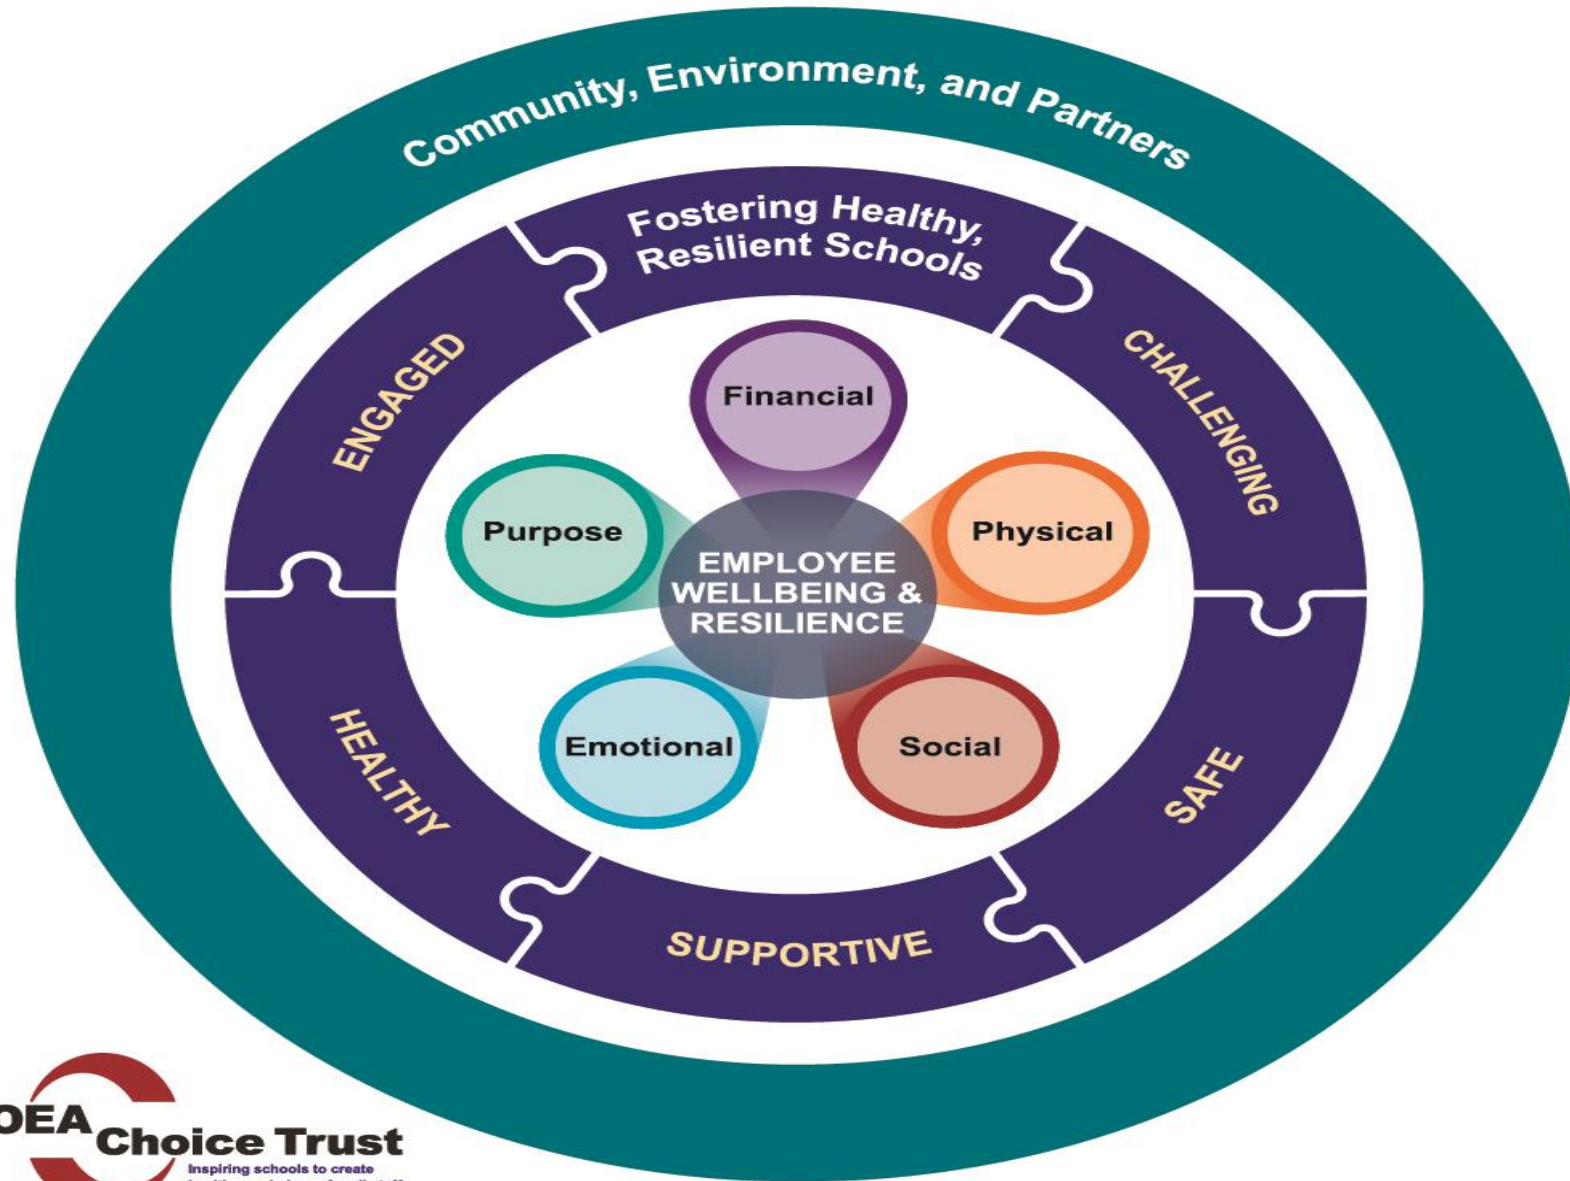 Community, Environment, and Partners
Fostering Healthy,
Resilient Schools
ENGAGED
CHALLENGING
Financial
Purpose
Physical
EMPLOYEE
WELLBEING &
RESILIENCE
Emotional
Social
HEALTHY
SAFE
SUPPORTIVE
OEA
Choice Trust
Inspiring schools to create